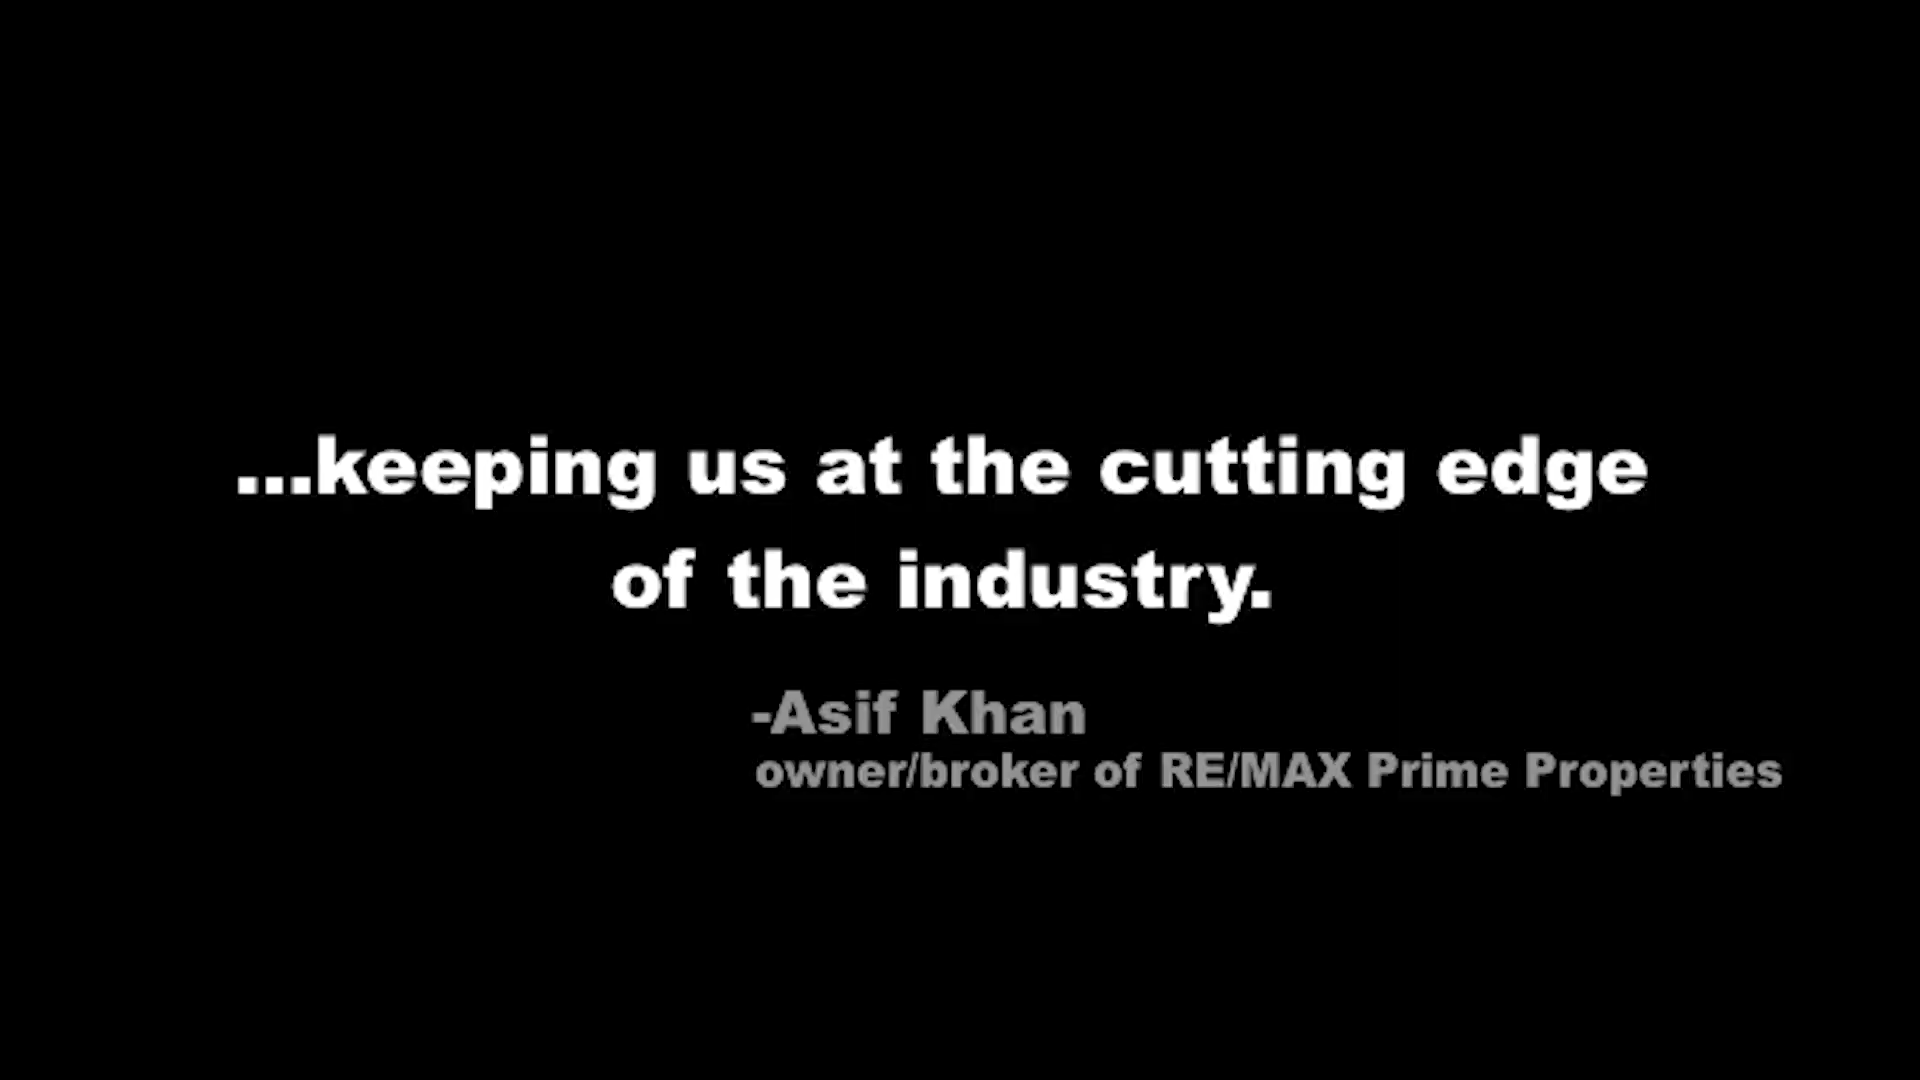 ...keeping us at the cutting edge
of the industry.
-Asif Khan
owner/broker of RE/MAX Prime Properties